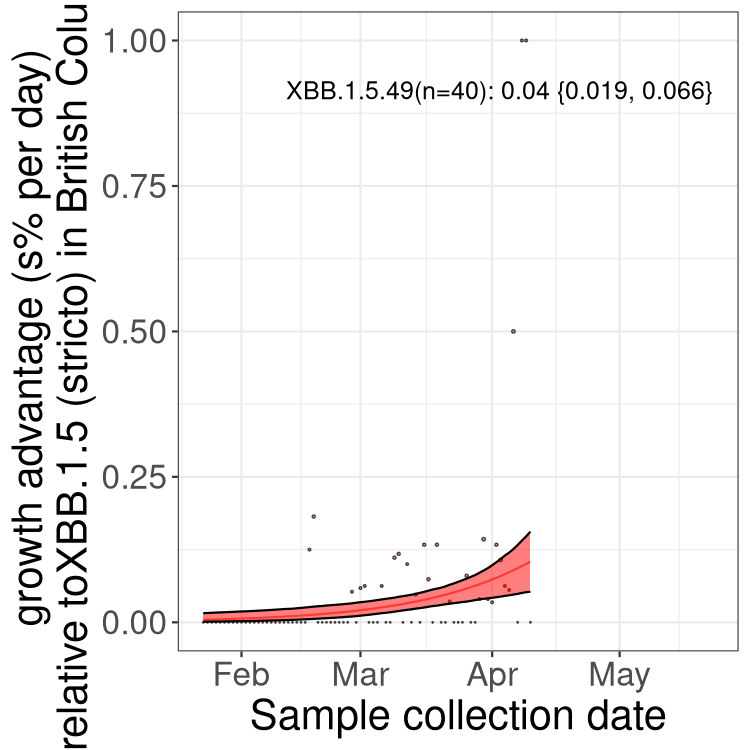 growth advantage (s% per day)
relative toXBB.1.5 (stricto) in British Colu
1.00
0.75
0.50
0.25
0.00
XBB.1.5.49(n=40): 0.04 {0.019, 0.066}
Feb Mar Apr May
Sample collection date